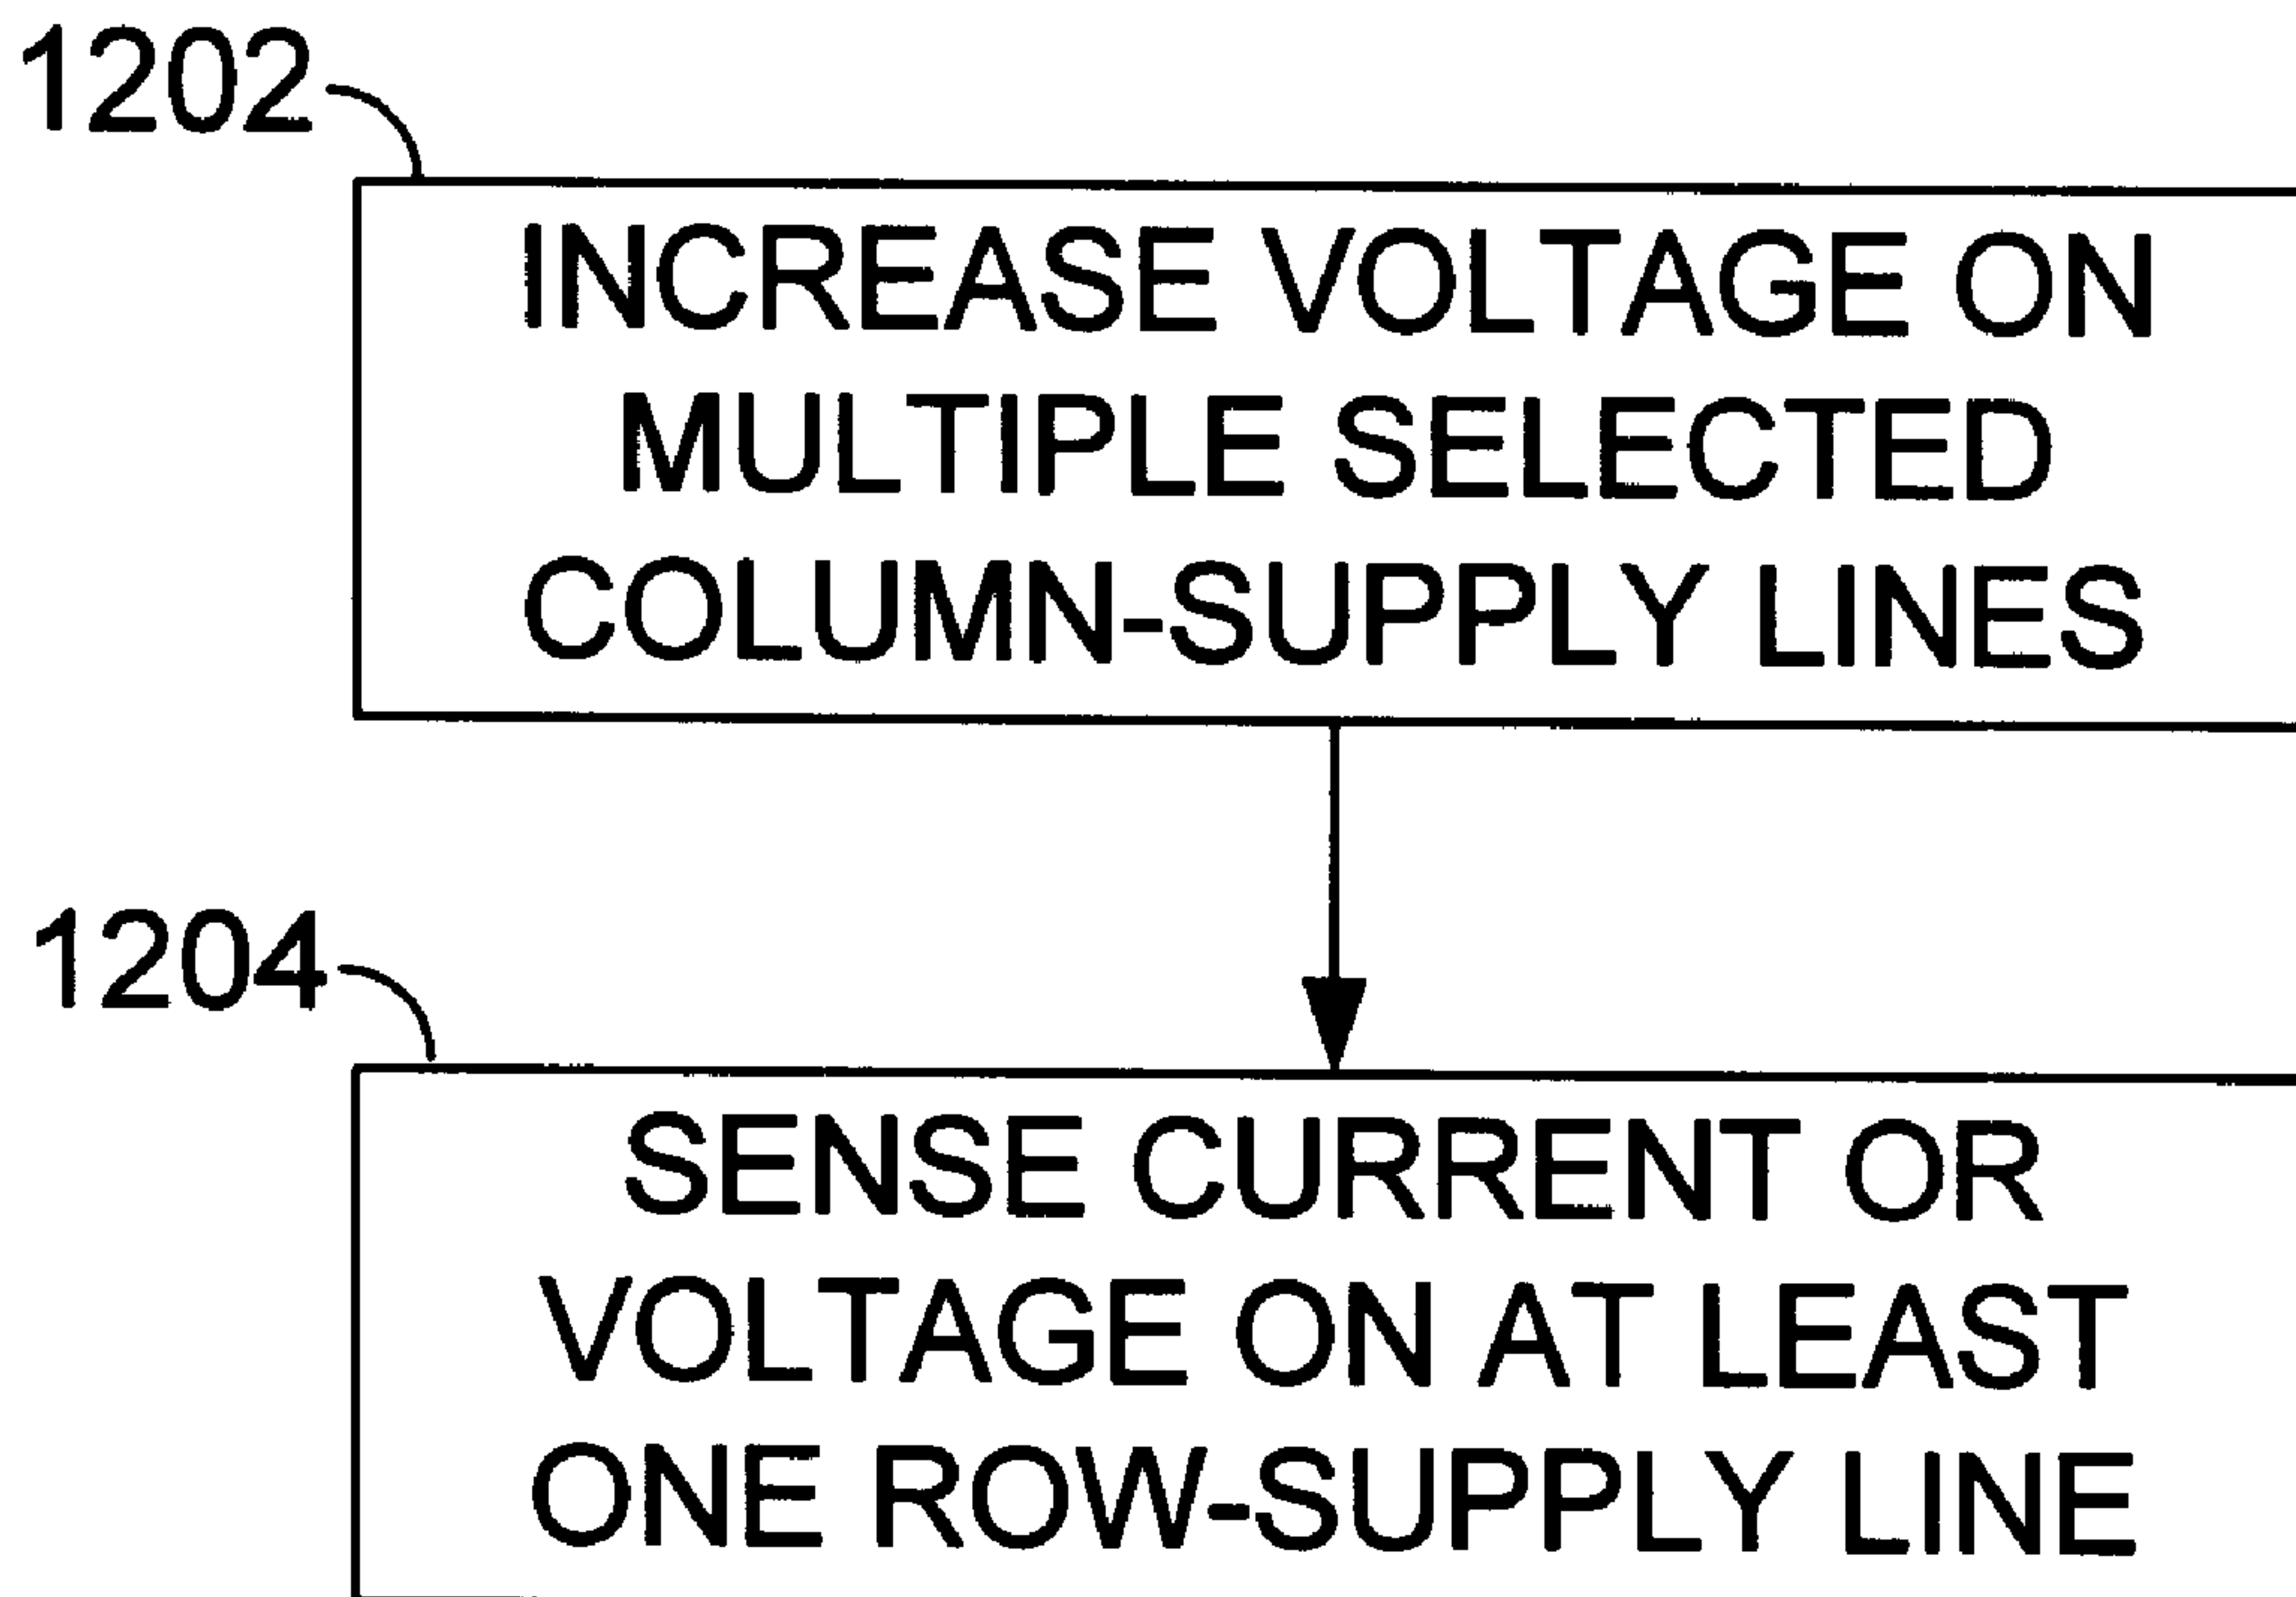 1202
INCREASE VOLTAGE ON
MULTIPLE SELECTED
COLUMN-SUPPLY LINES
1204
SENSE CURRENT OR
VOLTAGE ON AT LEAST
ONE ROW-SUPPLY LINE